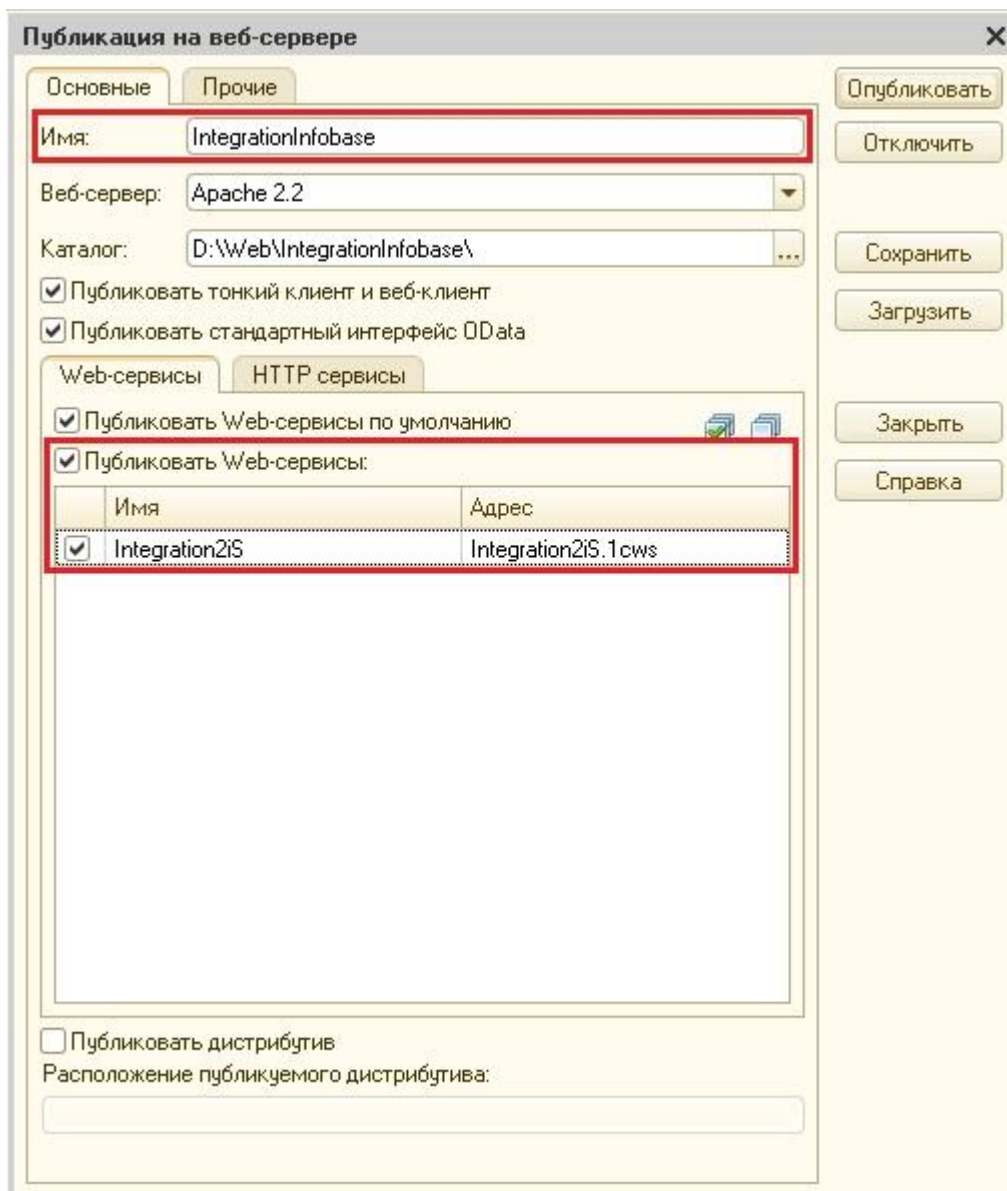 Публикация на веб-сервере
Основные Прочие
Опубликовать
Имя: IntegrationInfobase
Отключить
Веб-сервер: Apache 2.2
Каталог: D:\Web\IntegrationInfobase\ ...
Сохранить
Публиковать тонкий клиент и веб-клиент
Загрузить
Публиковать стандартный интерфейс OData
Web-сервисы HTTP сервисы
Публиковать Web-сервисы по умолчанию
Закрыть
Публиковать Web-сервисы:
Справка
Имя Адрес
Integration2iS Integration2iS.1cws
Публиковать дистрибутив
Расположение публикуемого дистрибутива: